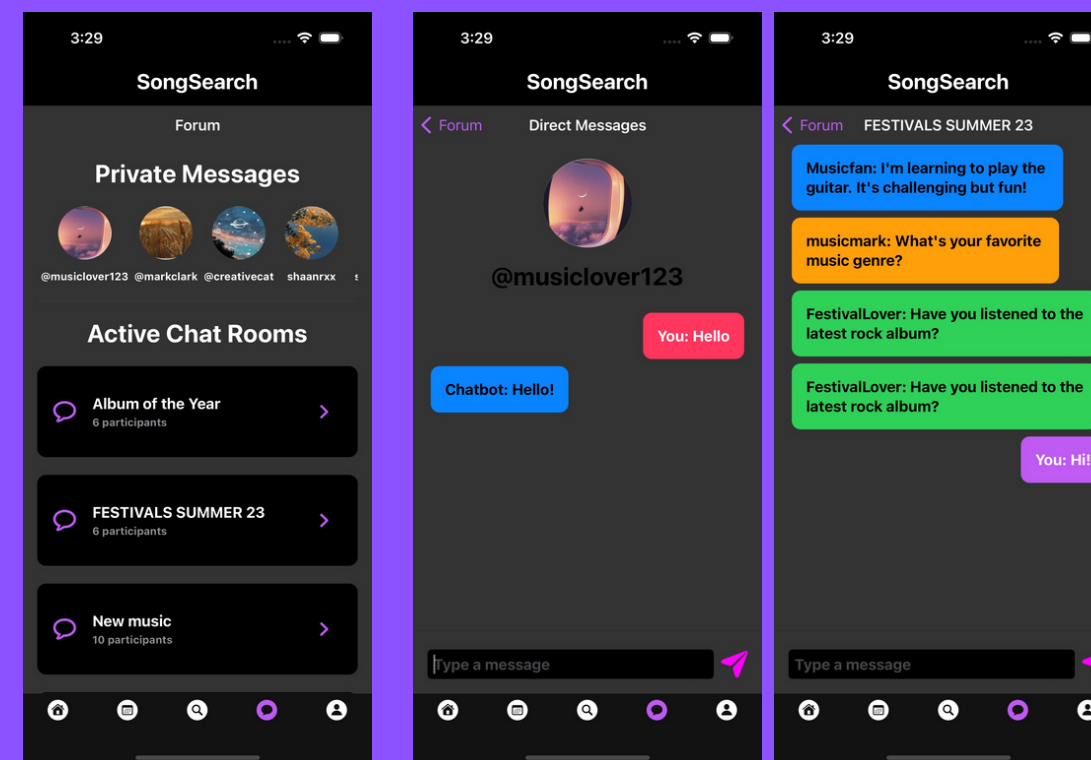 3:29
SongSearch
Forum
Private Messages
@musiclover123 @markclark @creativecat shaanrxx
Active Chat Rooms
Album of the Year
6 participants
FESTIVALS SUMMER 23
6 participants
New music
10 participants
3:29
SongSearch
Forum
Direct Messages
@musiclover123
You: Hello
Chatbot: Hello!
Type a message
3:29
SongSearch
Forum
FESTIVALS SUMMER 23
Musicfan: I'm learning to play the
guitar. It's challenging but fun!
musicmark: What's your favorite
music genre?
FestivalLover: Have you listened to the
latest rock album?
FestivalLover: Have you listened to the
latest rock album?
You: Hi!
Type a message